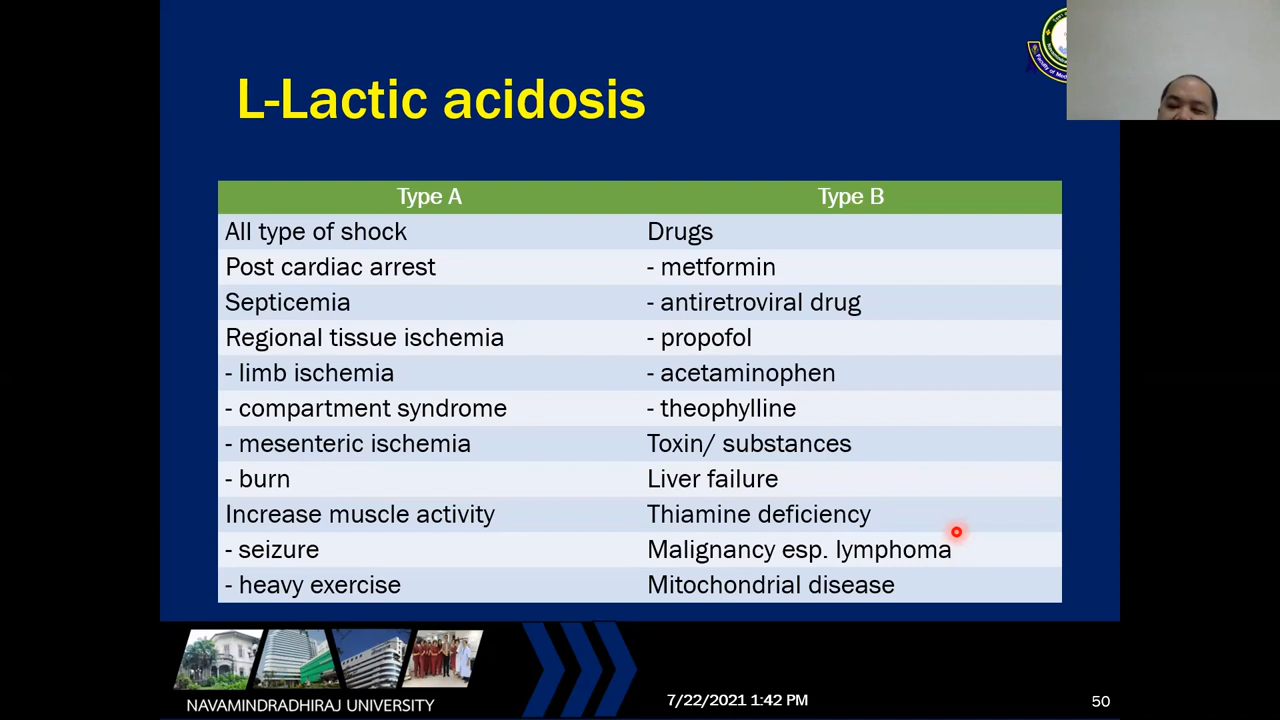 L-Lactic acidosis
Type A Type B
All type of shock Drugs
Post cardiac arrest - metformin
Septicemia - antiretroviral drug
Regional tissue ischemia - propofol
- limb ischemia - acetaminophen
- compartment syndrome - theophylline
- mesenteric ischemia Toxin/ substances
- burn Liver failure
Increase muscle activity Thiamine deficiency
- seizure Malignancy esp. lymphoma
- heavy exercise Mitochondrial disease
NAVAMINDRADHIRAJ UNIVERSITY
7/22/2021 1:42 PM
50